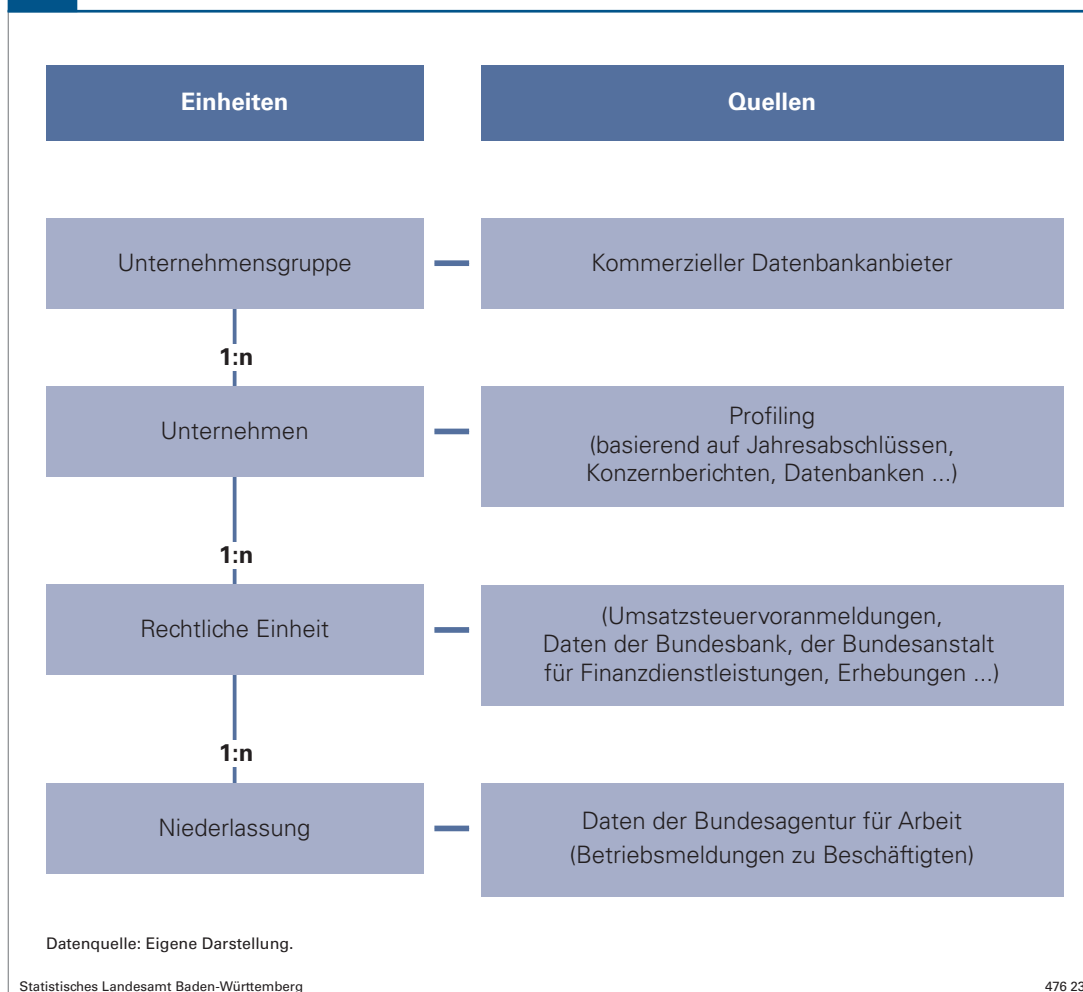 Einheiten
Quellen
Unternehmensgruppe
Kommerzieller Datenbankanbieter
1:n
Unternehmen
Profiling
(basierend auf Jahresabschlüssen,
Konzernberichten, Datenbanken ...)
1:n
Rechtliche Einheit
(Umsatzsteuervoranmeldungen,
Daten der Bundesbank, der Bundesanstalt
für Finanzdienstleistungen, Erhebungen ...)
1:n
Niederlassung
Daten der Bundesagentur für Arbeit
(Betriebsmeldungen zu Beschäftigten)
Datenquelle: Eigene Darstellung.
Statistisches Landesamt Baden-Württemberg
476 23